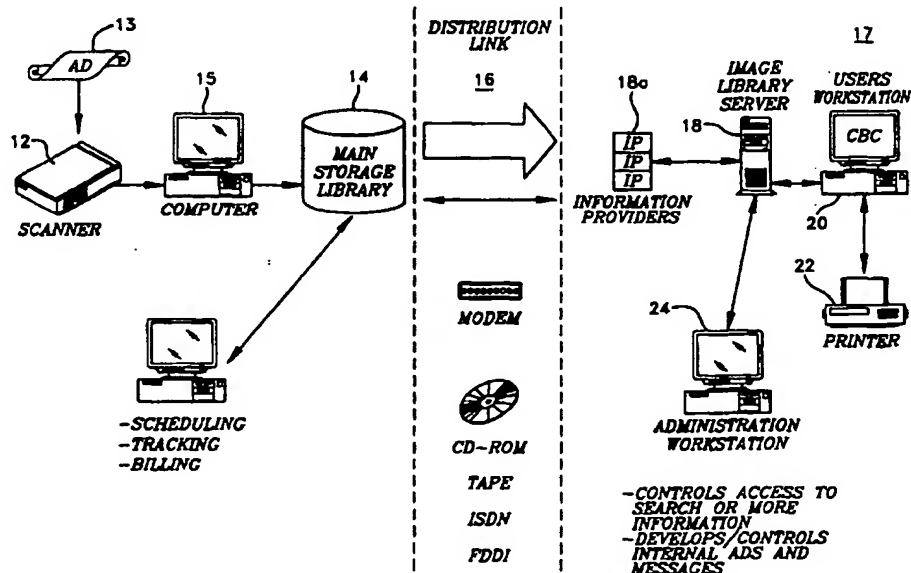 13
AD
12
SCANNER
15
COMPUTER
14
MAIN
STORAGE
LIBRARY
-SCHEDULING
-TRACKING
-BILLING
DISTRIBUTION
LINK
16
MODEM
CD-ROM
TAPE
ISDN
FDDI
17
18a
IP
IP
IP
INFORMATION
PROVIDERS
IMAGE
LIBRARY
SERVER
18
USERS
WORKSTATION
CBC
20
22
PRINTER
24
ADMINISTRATION
WORKSTATION
-CONTROLS ACCESS TO
SEARCH OR MORE
INFORMATION
-DEVELOPS/CONTROLS
INTERNAL ADS AND
MESSAGES